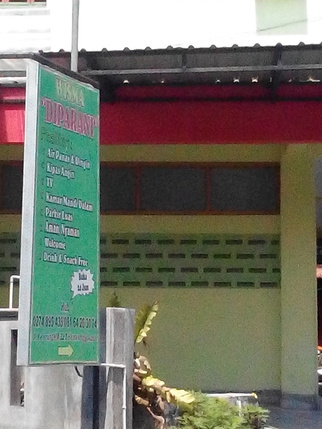 WISMA
"DIPARANI"
Fasilitas:
Air Panas & Dingin
Kipas Angin
TV
Kamar Mandi Dalam
Parkir Luas
Aman, Nyaman
Welcome
Drink & Snack Free
Buka
24 Jam